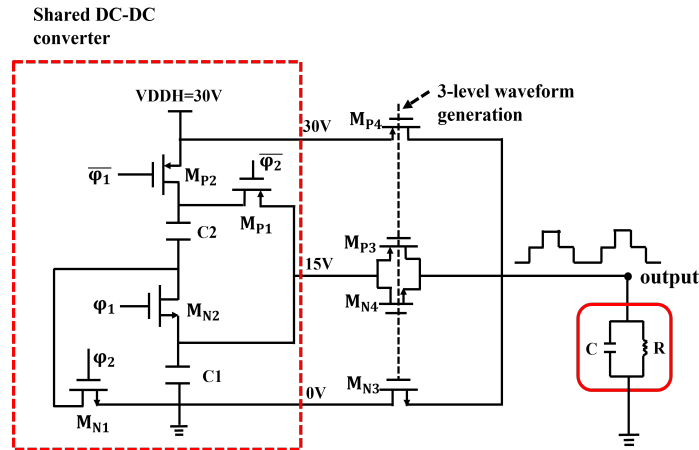 Shared DC-DC
converter
VDDH=30V
30V
3-level waveform
generation
M_P4
φ̅₁
M_P2
φ̅₂
M_P1
C2
M_P3
15V
output
M_N4
φ₁
M_N2
φ₂
C1
C
R
M_N1
0V
M_N3